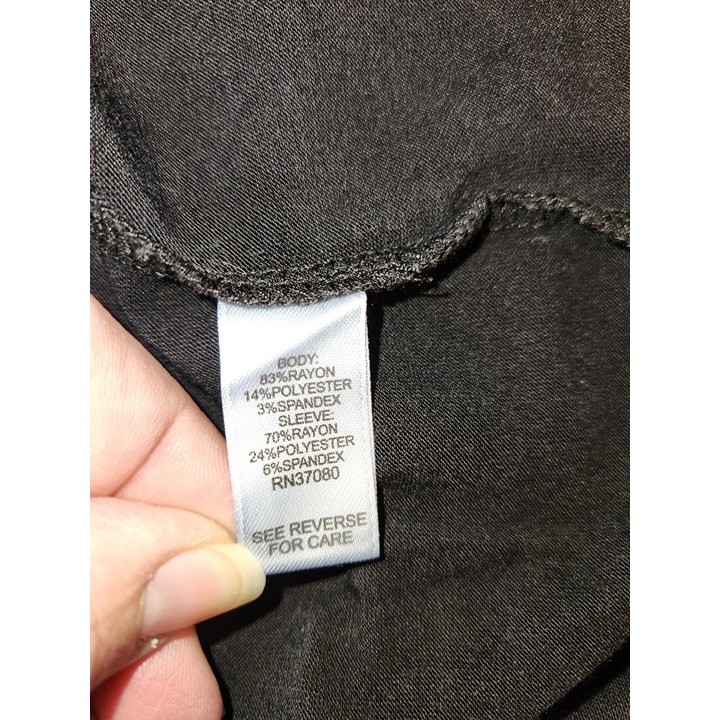 BODY:
83%RAYON
14%POLYESTER
3%SPANDEX
SLEEVE:
70%RAYON
24%POLYESTER
6%SPANDEX
RN37080
SEE REVERSE
FOR CARE